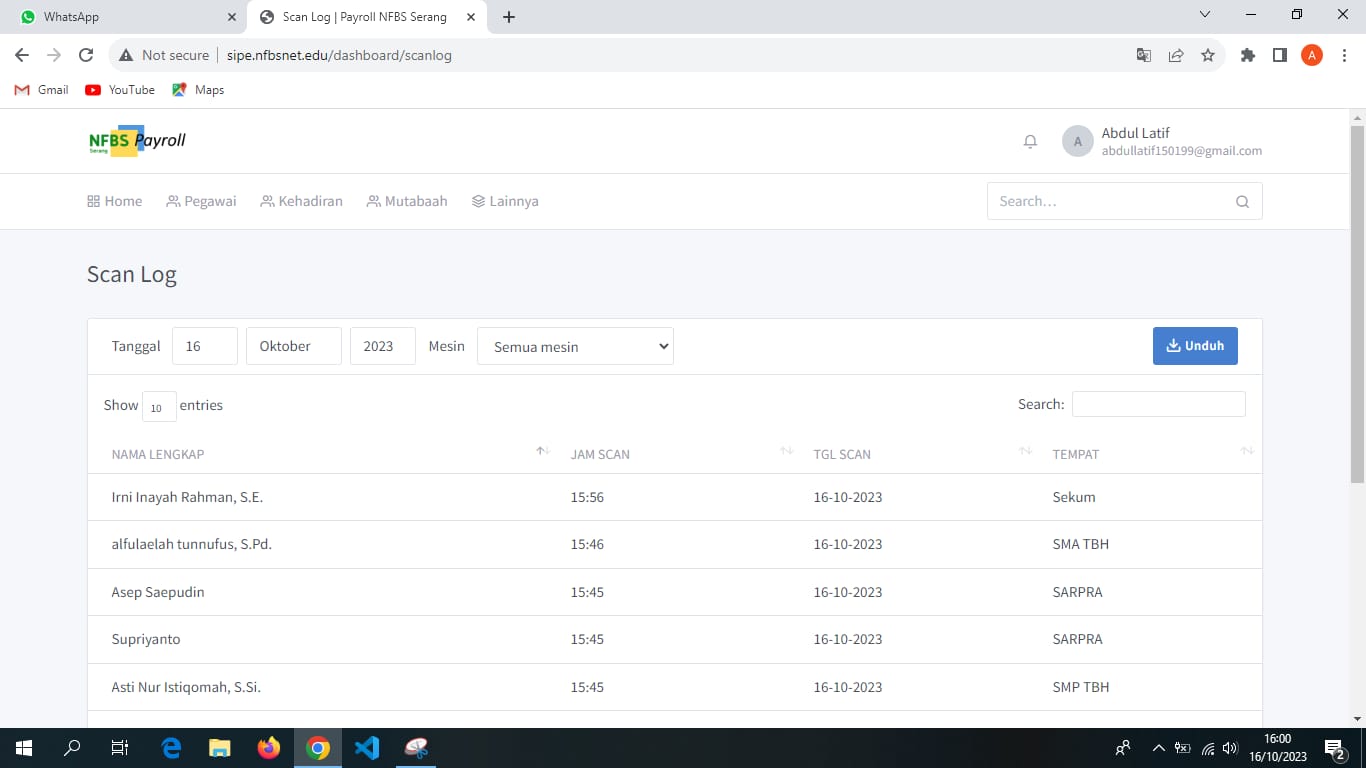 WhatsApp
Scan Log | Payroll NFBS Serang
Not secure
sipe.nfbsnet.edu/dashboard/scanlog
A
Gmail YouTube Maps
NFBS Payroll
Serang
A
Abdul Latif
abdullatif150199@gmail.com
Home Pegawai Kehadiran Mutabaah Lainnya
Search…
Scan Log
Tanggal 16 Oktober 2023 Mesin Semua mesin Unduh
Show 10 entries Search:
NAMA LENGKAP JAM SCAN TGL SCAN TEMPAT
Irni Inayah Rahman, S.E. 15:56 16-10-2023 Sekum
alfulaelah tunnufus, S.Pd. 15:46 16-10-2023 SMA TBH
Asep Saepudin 15:45 16-10-2023 SARPRA
Supriyanto 15:45 16-10-2023 SARPRA
Asti Nur Istiqomah, S.Si. 15:45 16-10-2023 SMP TBH
16:00
16/10/2023
2